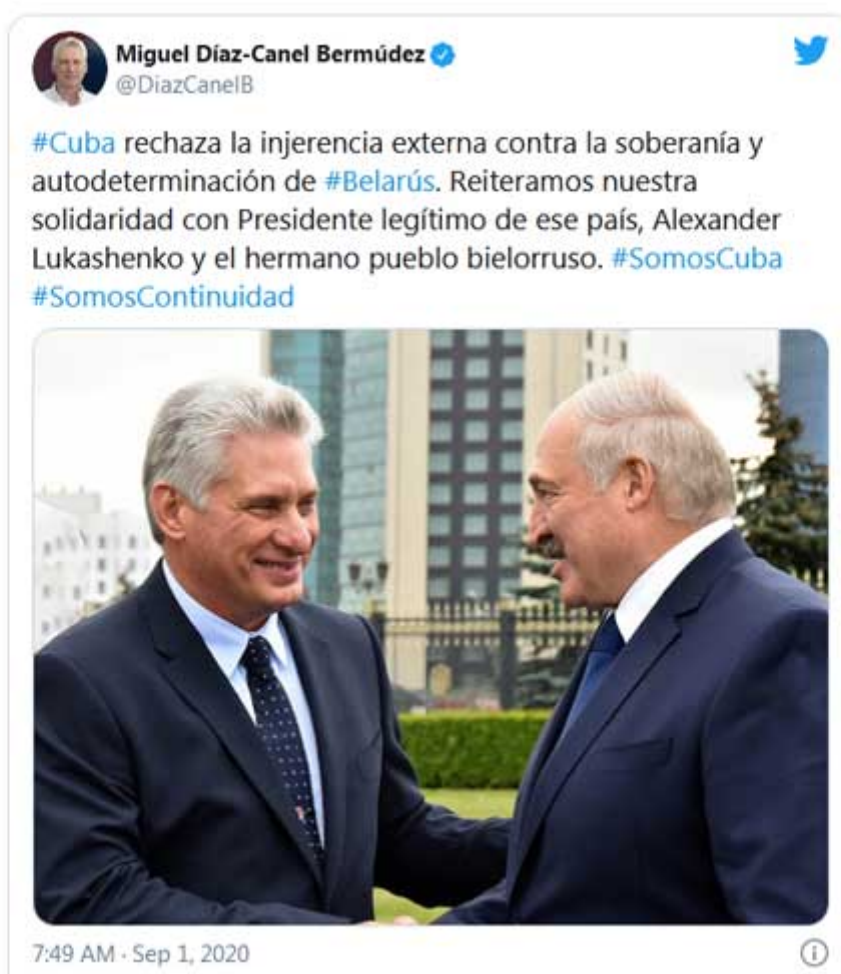 Miguel Díaz-Canel Bermúdez
@DiazCanelB
#Cuba rechaza la injerencia externa contra la soberanía y
autodeterminación de #Belarús. Reiteramos nuestra
solidaridad con Presidente legítimo de ese país, Alexander
Lukashenko y el hermano pueblo bielorruso. #SomosCuba
#SomosContinuidad
7:49 AM · Sep 1, 2020